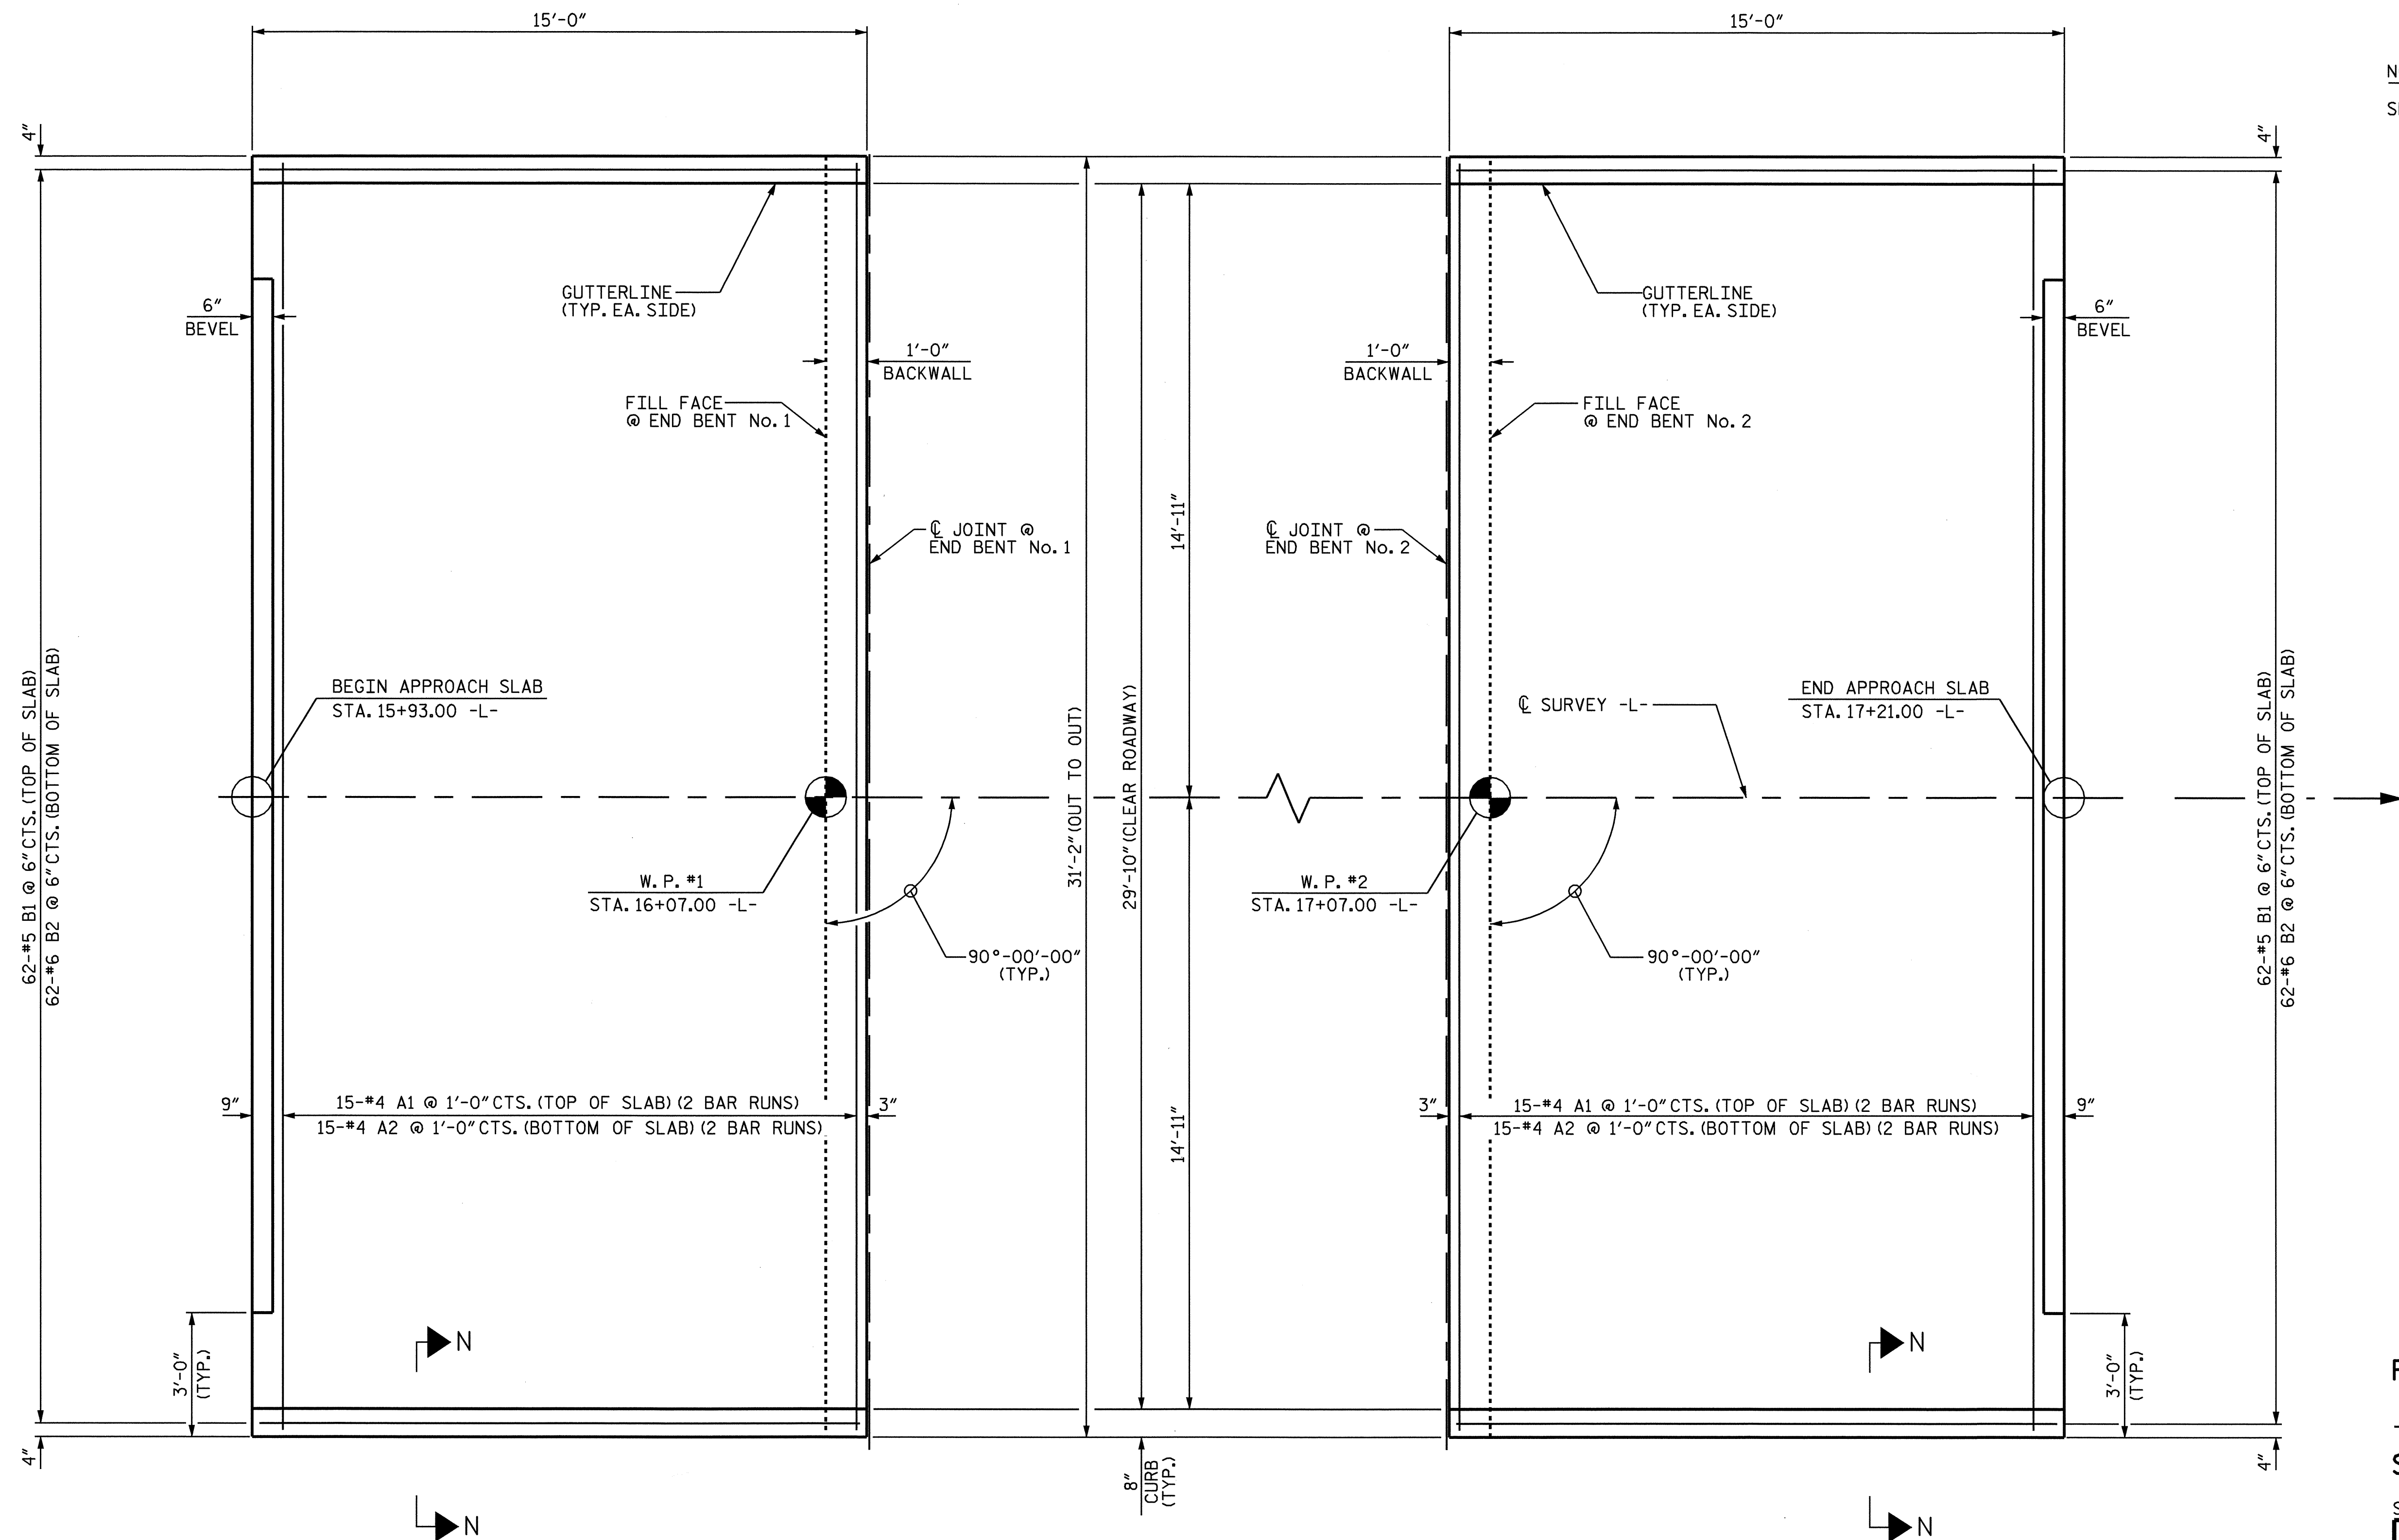 15'-0"
15'-0"
4"
4"
GUTTERLINE
(TYP. EA. SIDE)
GUTTERLINE
(TYP. EA. SIDE)
6"
BEVEL
6"
BEVEL
1'-0"
BACKWALL
1'-0"
BACKWALL
FILL FACE
@ END BENT No. 1
FILL FACE
@ END BENT No. 2
14'-11"
℄ JOINT @
END BENT No. 1
℄ JOINT @
END BENT No. 2
62-#5 B1 @ 6" CTS. (TOP OF SLAB)
62-#6 B2 @ 6" CTS. (BOTTOM OF SLAB)
BEGIN APPROACH SLAB
STA. 15+93.00 -L-
31'-2" (OUT TO OUT)
29'-10" (CLEAR ROADWAY)
℄ SURVEY -L-
END APPROACH SLAB
STA. 17+21.00 -L-
62-#5 B1 @ 6" CTS. (TOP OF SLAB)
62-#6 B2 @ 6" CTS. (BOTTOM OF SLAB)
W. P. #1
STA. 16+07.00 -L-
W. P. #2
STA. 17+07.00 -L-
90°-00'-00"
(TYP.)
90°-00'-00"
(TYP.)
9"
15-#4 A1 @ 1'-0" CTS. (TOP OF SLAB) (2 BAR RUNS)
15-#4 A2 @ 1'-0" CTS. (BOTTOM OF SLAB) (2 BAR RUNS)
3"
14'-11"
3"
15-#4 A1 @ 1'-0" CTS. (TOP OF SLAB) (2 BAR RUNS)
15-#4 A2 @ 1'-0" CTS. (BOTTOM OF SLAB) (2 BAR RUNS)
9"
3'-0"
(TYP.)
N
N
3'-0"
(TYP.)
4"
8"
CURB
(TYP.)
4"
N
N